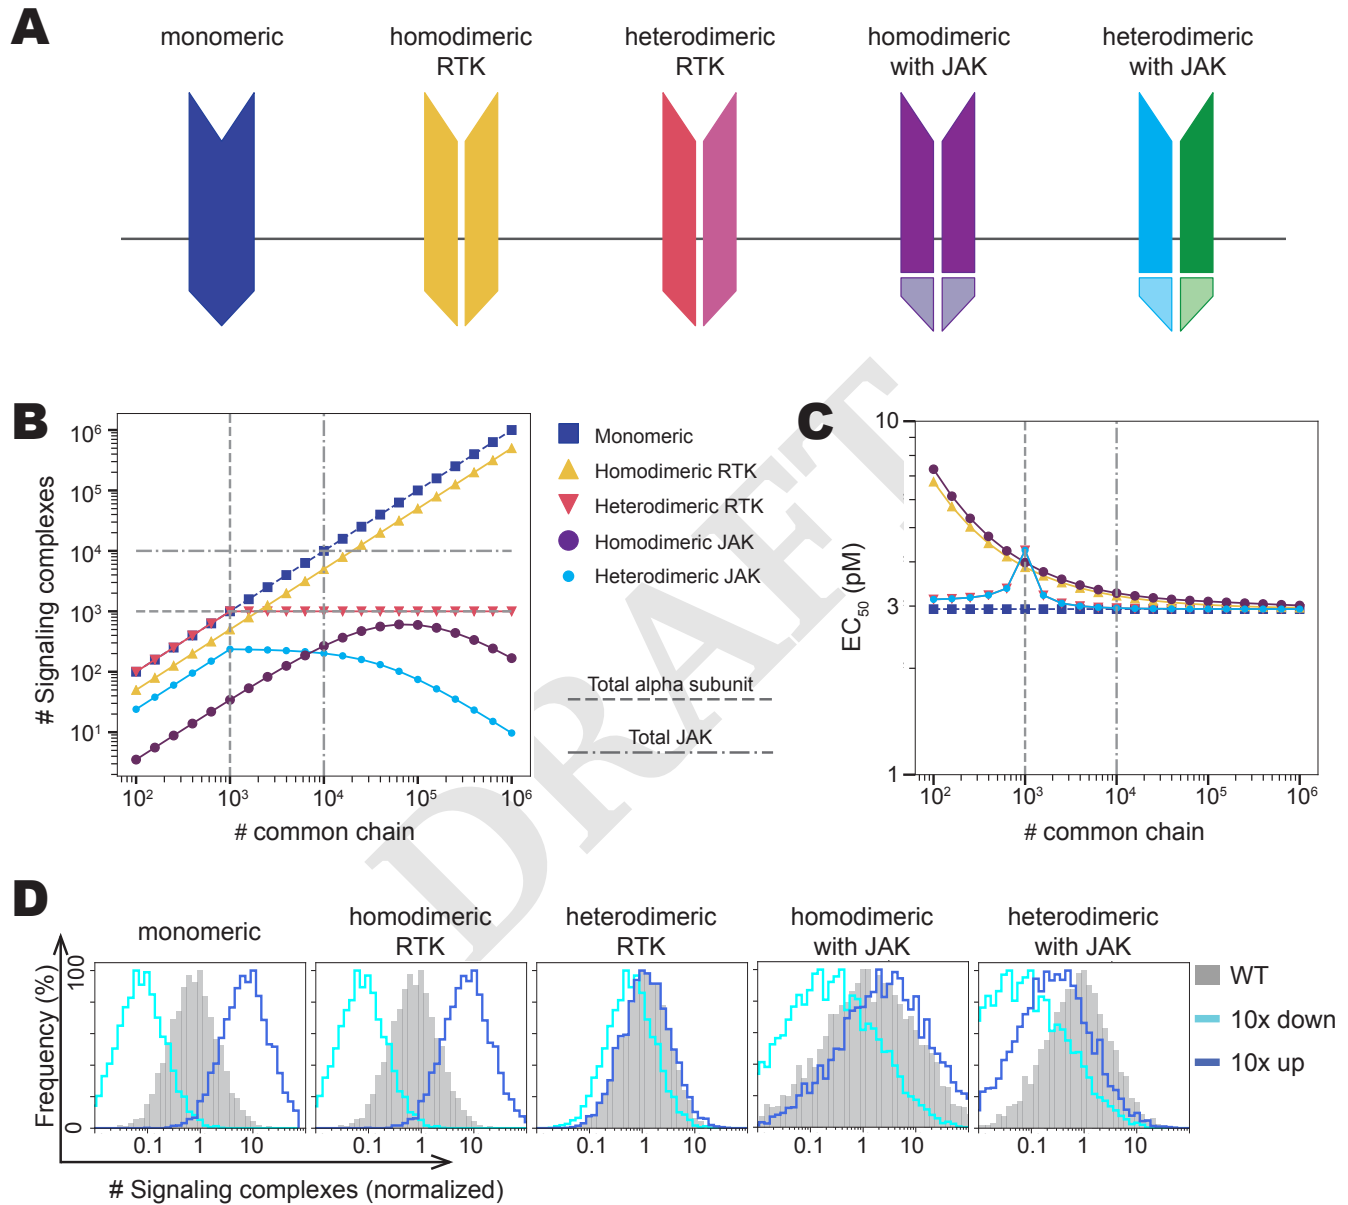 A
monomeric
homodimeric
RTK
heterodimeric
RTK
homodimeric
with JAK
heterodimeric
with JAK
B
# Signaling complexes
10⁶
10⁵
10⁴
10³
10²
10¹
10²
10³
10⁴
10⁵
10⁶
# common chain
Monomeric
Homodimeric RTK
Heterodimeric RTK
Homodimeric JAK
Heterodimeric JAK
Total alpha subunit
Total JAK
DRAFT
C
EC₅₀ (pM)
10
3
1
10²
10³
10⁴
10⁵
10⁶
# common chain
D
Frequency (%)
100
0
monomeric
homodimeric
RTK
heterodimeric
RTK
homodimeric
with JAK
heterodimeric
with JAK
0.1 1 10
0.1 1 10
0.1 1 10
0.1 1 10
0.1 1 10
# Signaling complexes (normalized)
WT
10x down
10x up